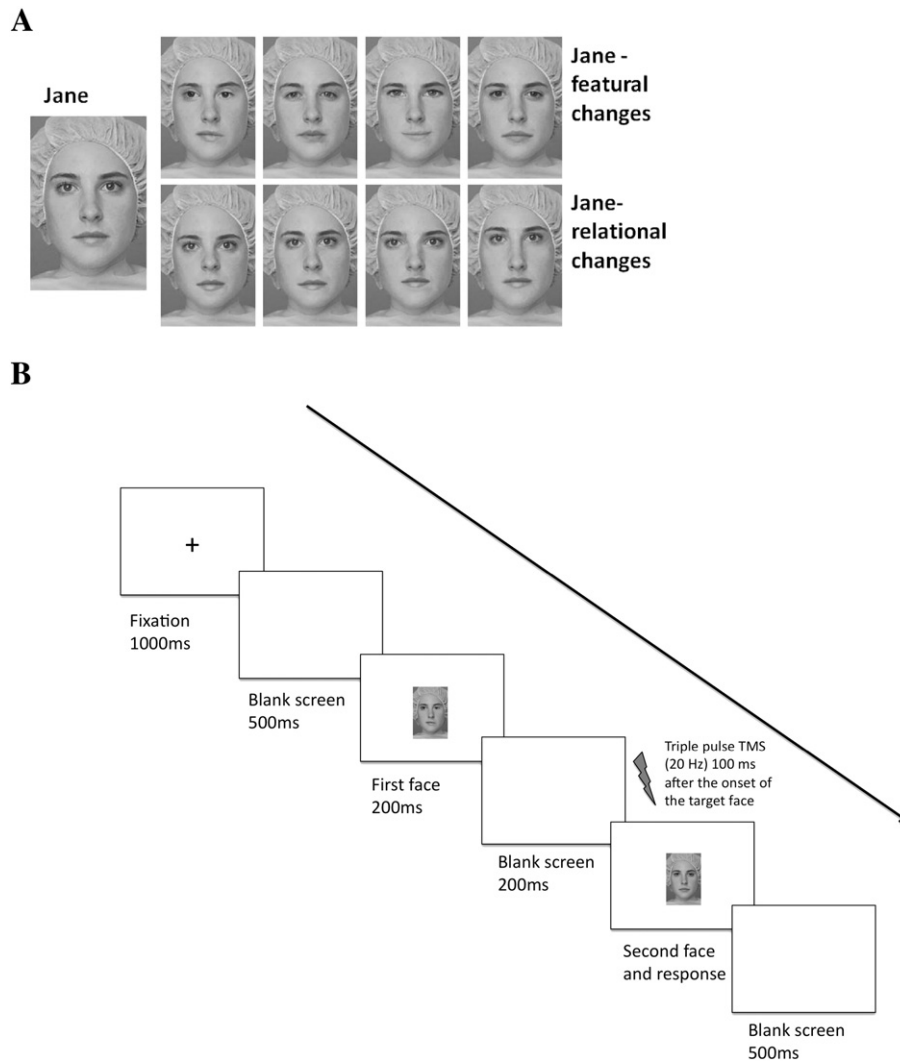 A
Jane
Jane -
featural
changes
Jane-
relational
changes
B
Fixation
1000ms
Blank screen
500ms
First face
200ms
Blank screen
200ms
Triple pulse TMS
(20 Hz) 100 ms
after the onset of
the target face
Second face
and response
Blank screen
500ms